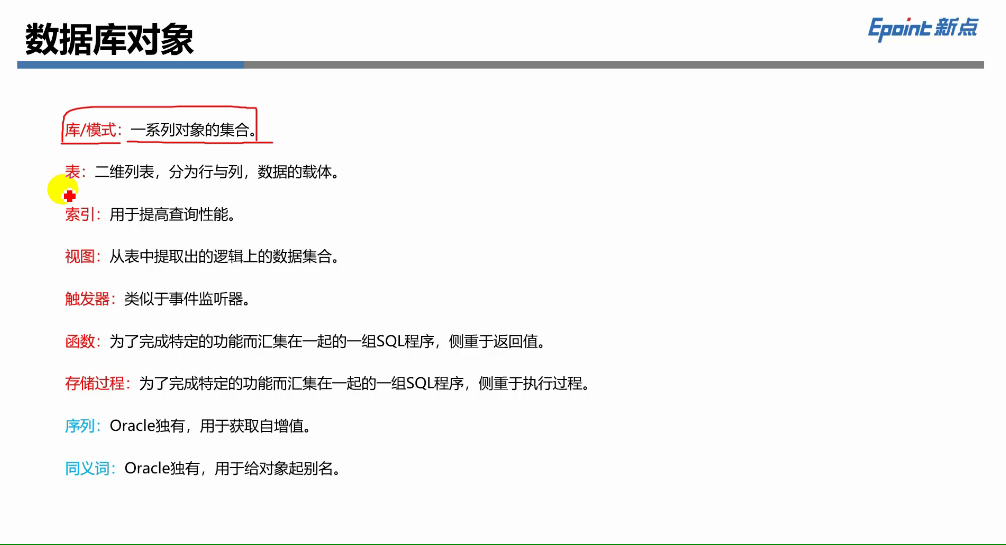 数据库对象
Epoint 新点
库/模式：一系列对象的集合。
表：二维列表，分为行与列，数据的载体。
索引：用于提高查询性能。
视图：从表中提取出的逻辑上的数据集合。
触发器：类似于事件监听器。
函数：为了完成特定的功能而汇集在一起的一组SQL程序，侧重于返回值。
存储过程：为了完成特定的功能而汇集在一起的一组SQL程序，侧重于执行过程。
序列：Oracle独有，用于获取自增值。
同义词：Oracle独有，用于给对象起别名。